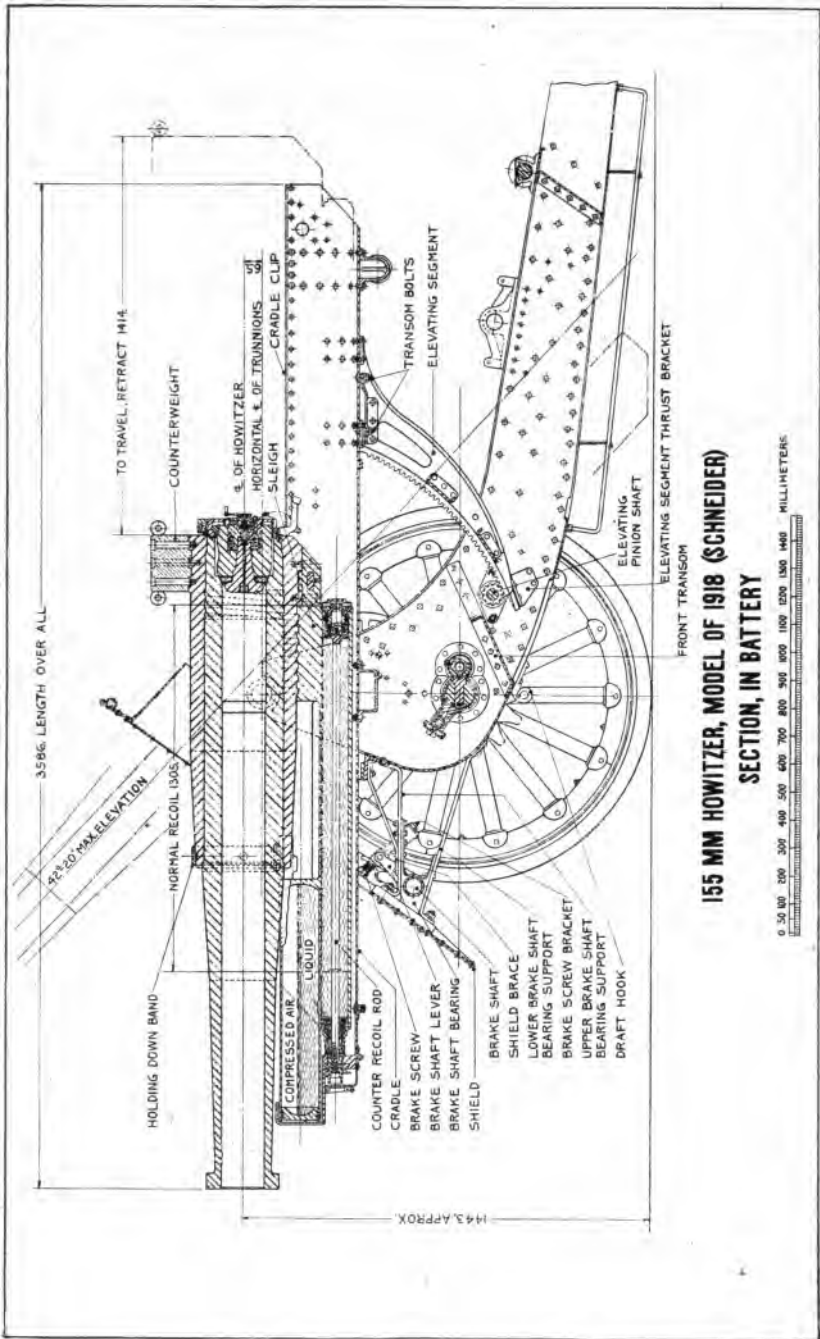 3586, LENGTH OVER ALL
TO TRAVEL, RETRACT 1414
COUNTERWEIGHT
℄ OF HOWITZER
HORIZONTAL ℄ OF TRUNNIONS
SLEIGH
CRADLE CLIP
TRANSOM BOLTS
ELEVATING SEGMENT
42°20' MAX. ELEVATION
NORMAL RECOIL 1305
HOLDING DOWN BAND
COMPRESSED AIR
LIQUID
COUNTER RECOIL ROD
CRADLE
BRAKE SCREW
BRAKE SHAFT LEVER
BRAKE SHAFT BEARING
SHIELD
BRAKE SHAFT
SHIELD BRACE
LOWER BRAKE SHAFT
BEARING SUPPORT
BRAKE SCREW BRACKET
UPPER BRAKE SHAFT
BEARING SUPPORT
DRAFT HOOK
FRONT TRANSOM
ELEVATING
PINION SHAFT
ELEVATING SEGMENT THRUST BRACKET
1443, APPROX.
155 MM HOWITZER, MODEL OF 1918 (SCHNEIDER)
SECTION, IN BATTERY
0 50 100 200 300 400 500 600 700 800 900 1000 1100 1200 1300 1400 MILLIMETERS